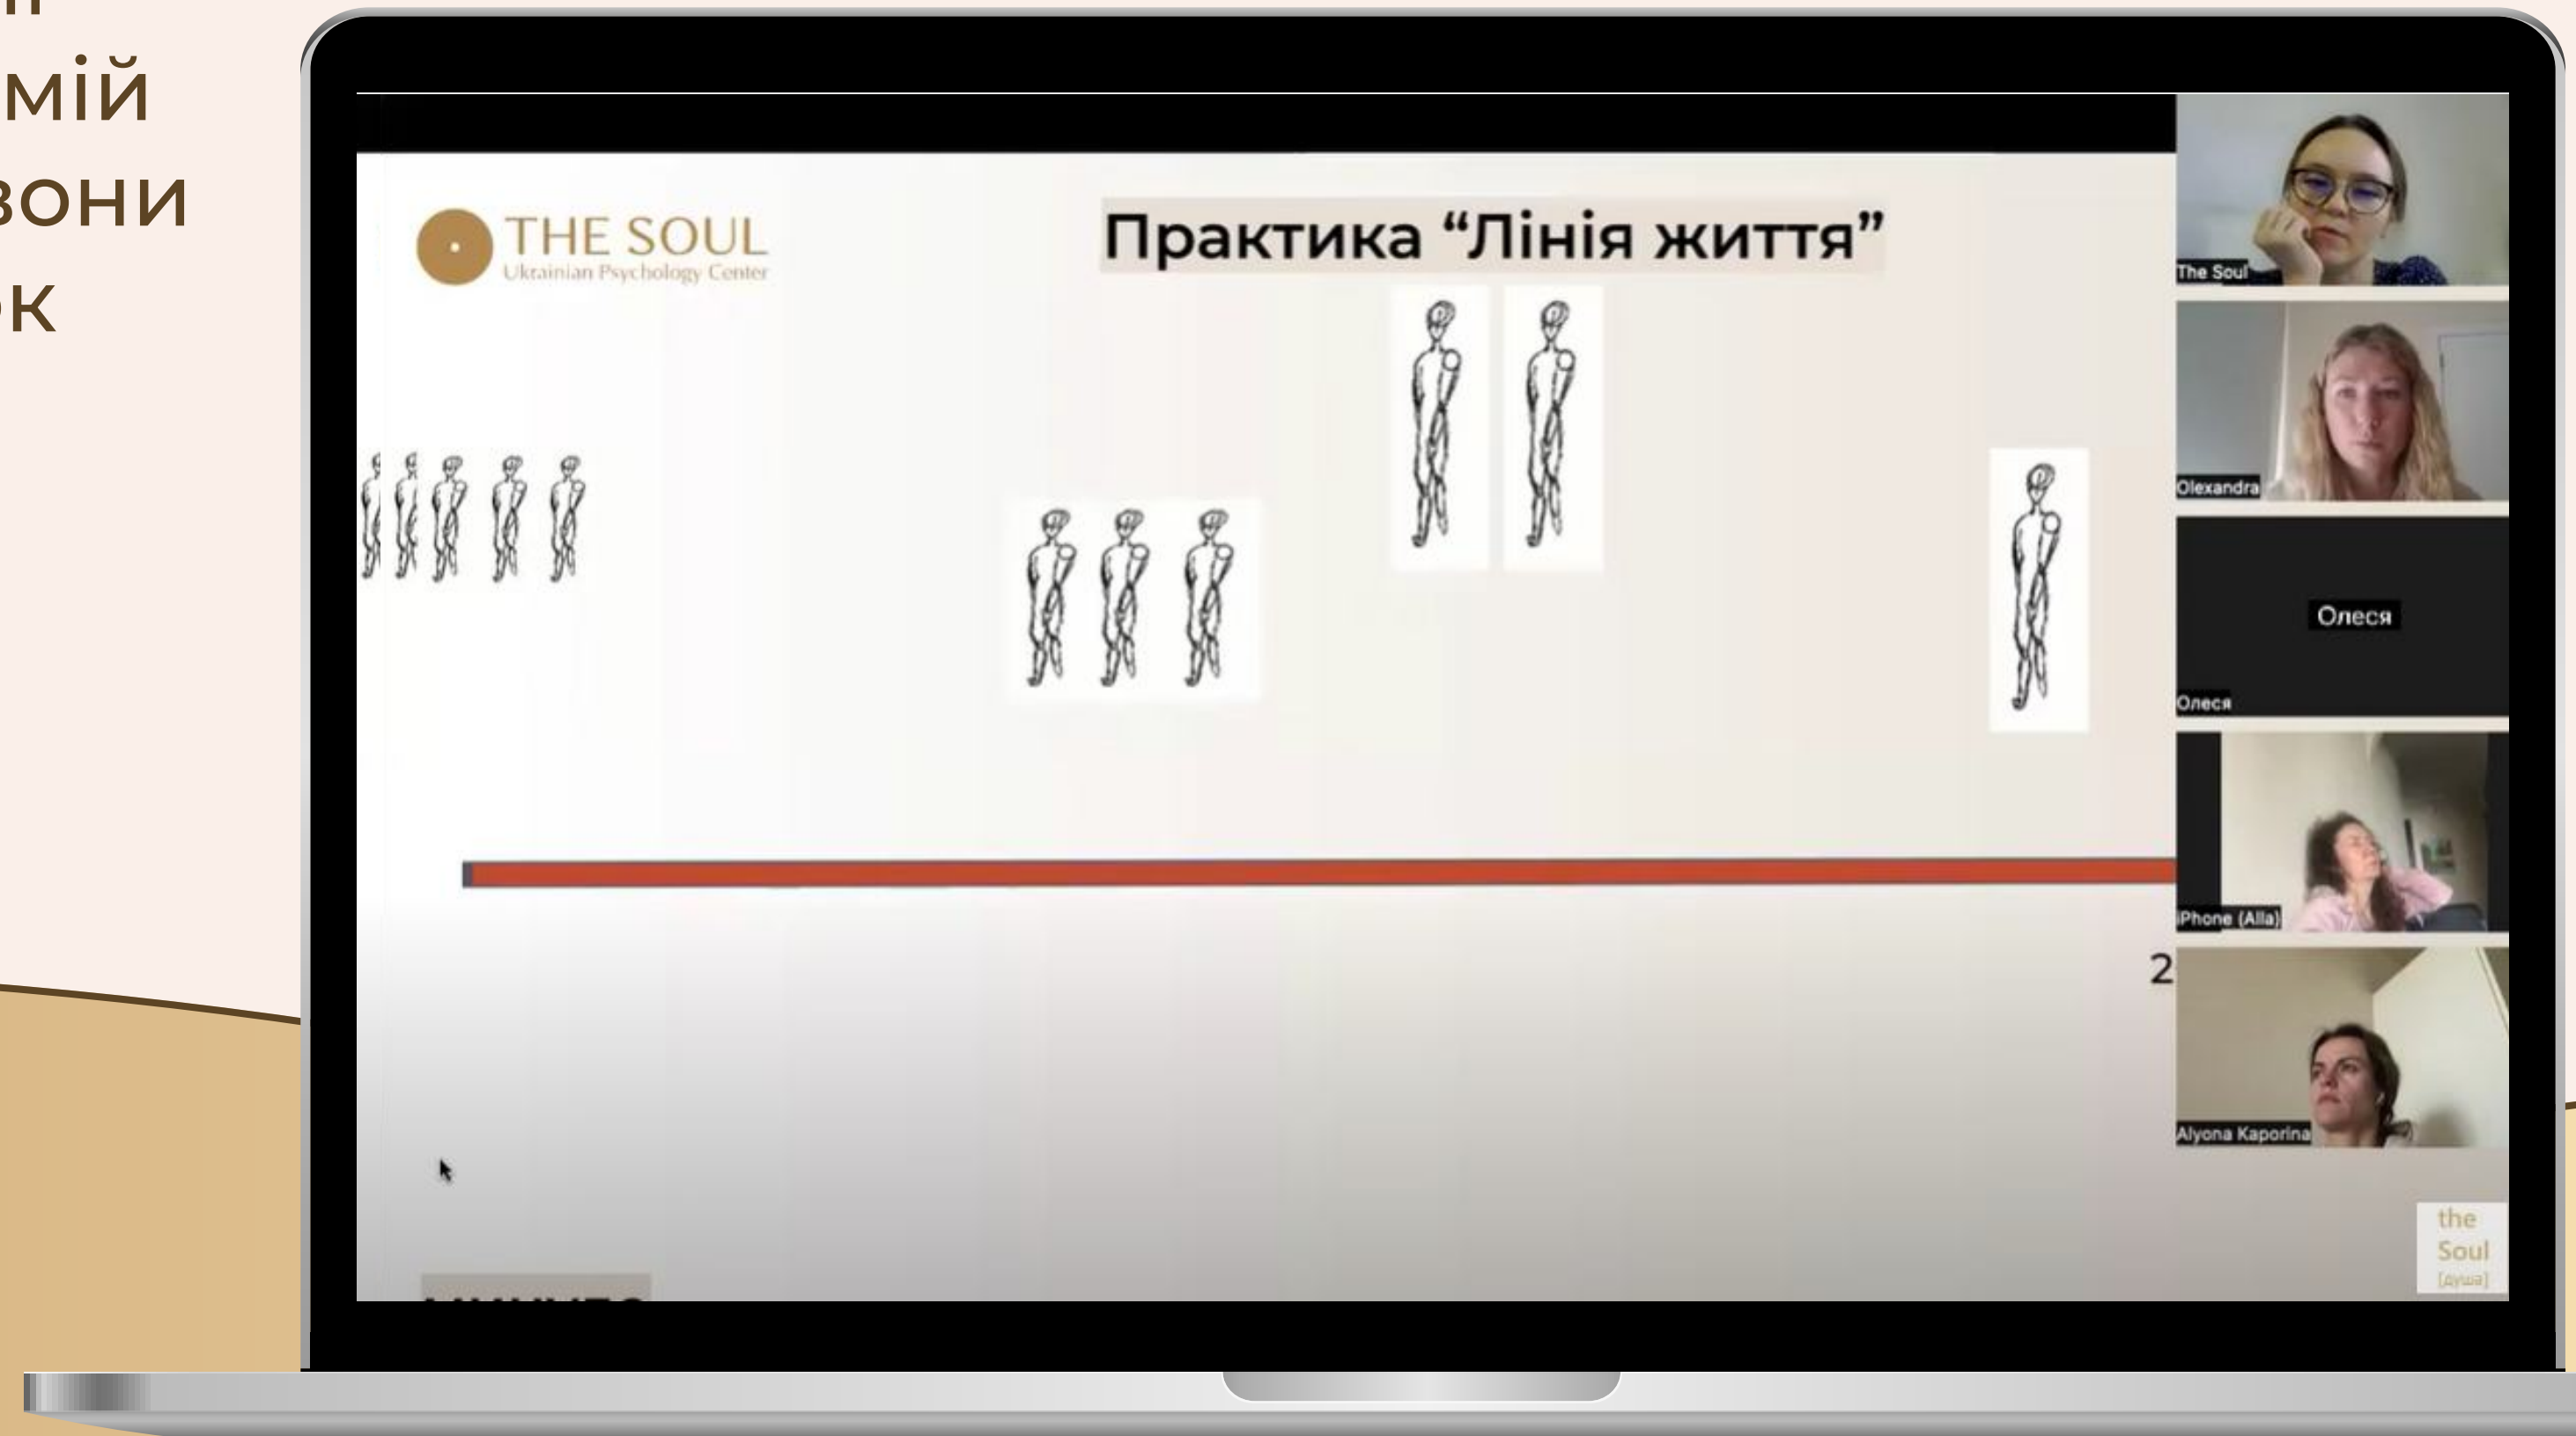 мій
вони
THE SOUL
Ukrainian Psychology Center
Практика “Лінія життя”
The Soul
Olexandra
Олеся
Олеся
iPhone (Alla)
2
Alyona Kaporina
the
Soul
[душа]